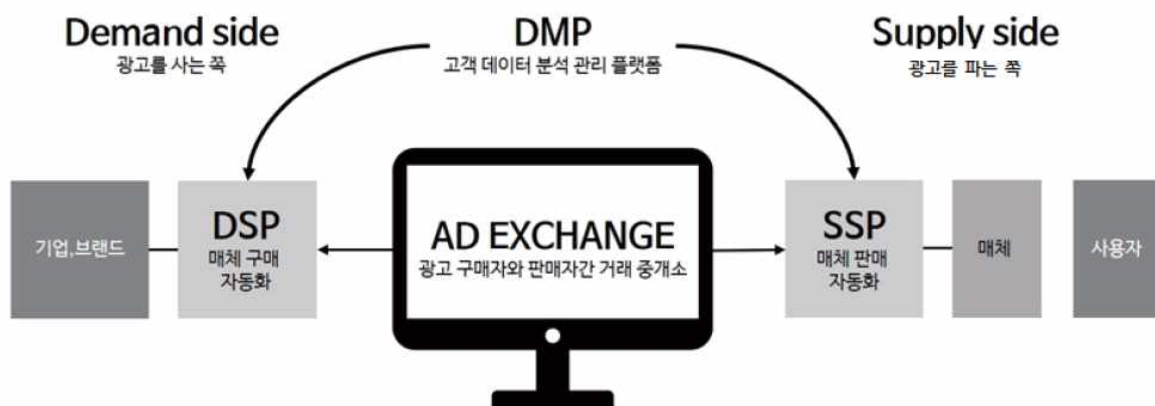 Demand side
광고를 사는 쪽
DMP
고객 데이터 분석 관리 플랫폼
Supply side
광고를 파는 쪽
기업,브랜드
DSP
매체 구매
자동화
AD EXCHANGE
광고 구매자와 판매자간 거래 중개소
SSP
매체 판매
자동화
매체
사용자